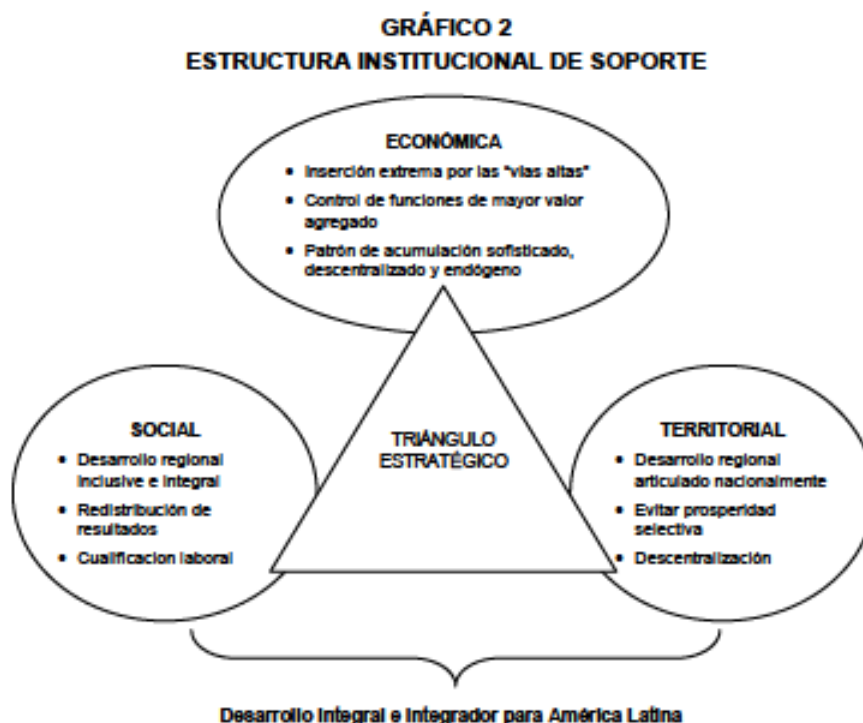 GRÁFICO 2
ESTRUCTURA INSTITUCIONAL DE SOPORTE
ECONÓMICA
• Inserción extrema por las "vías altas"
• Control de funciones de mayor valor
agregado
• Patrón de acumulación sofisticado,
descentralizado y endógeno
SOCIAL
• Desarrollo regional
inclusive e integral
• Redistribución de
resultados
• Cualificacion laboral
TRIÁNGULO
ESTRATÉGICO
TERRITORIAL
• Desarrollo regional
articulado nacionalmente
• Evitar prosperidad
selectiva
• Descentralización
Desarrollo Integral e Integrador para América Latina